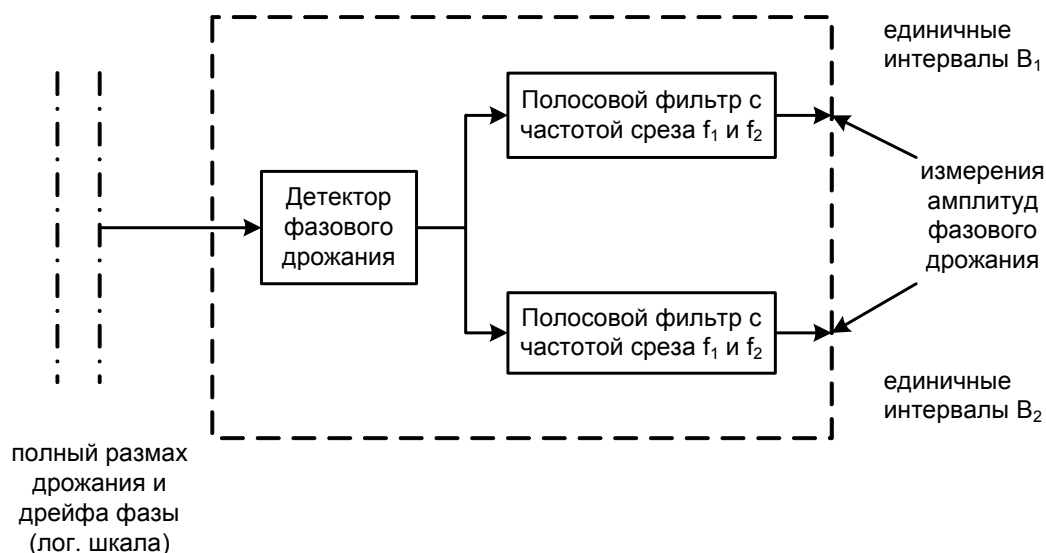 единичные
интервалы B₁
Полосовой фильтр с
частотой среза f₁ и f₂
Детектор
фазового
дрожания
измерения
амплитуд
фазового
дрожания
Полосовой фильтр с
частотой среза f₁ и f₂
единичные
интервалы B₂
полный размах
дрожания и
дрейфа фазы
(лог. шкала)